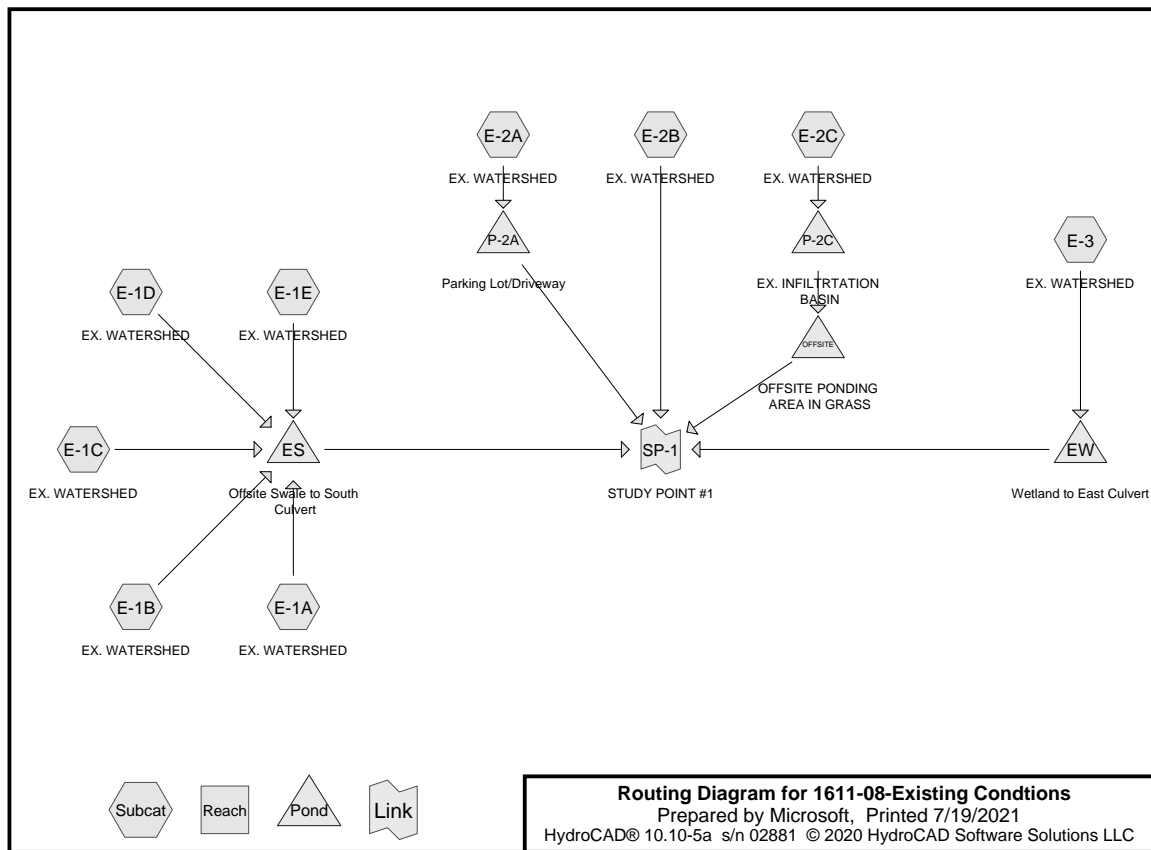 E-2A
E-2B
E-2C
EX. WATERSHED
EX. WATERSHED
EX. WATERSHED
P-2A
P-2C
E-3
Parking Lot/Driveway
EX. INFILTRTATION
BASIN
EX. WATERSHED
E-1D
E-1E
EX. WATERSHED
EX. WATERSHED
OFFSITE
OFFSITE PONDING
AREA IN GRASS
E-1C
ES
SP-1
EW
EX. WATERSHED
Offsite Swale to South
Culvert
STUDY POINT #1
Wetland to East Culvert
E-1B
E-1A
EX. WATERSHED
EX. WATERSHED
Subcat
Reach
Pond
Link
Routing Diagram for 1611-08-Existing Condtions
Prepared by Microsoft, Printed 7/19/2021
HydroCAD® 10.10-5a s/n 02881 © 2020 HydroCAD Software Solutions LLC